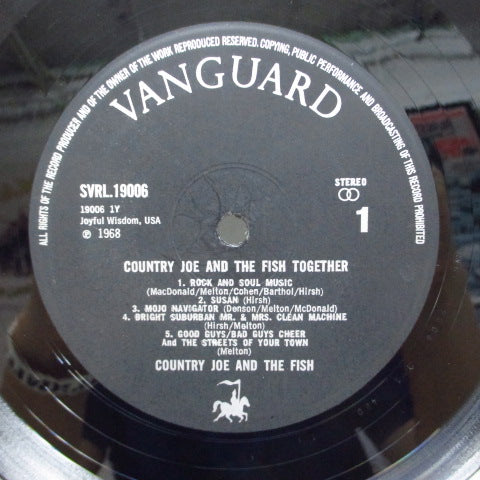 ALL RIGHTS OF THE RECORD PRODUCER AND OF THE OWNER OF THE WORK REPRODUCED RESERVED. COPYING, PUBLIC PERFORMANCE AND BROADCASTING OF THIS RECORD PROHIBITED
VANGUARD
SVRL.19006
STEREO
19006 1Y
Joyful Wisdom, USA
℗ 1968
1
COUNTRY JOE AND THE FISH TOGETHER
1. ROCK AND SOUL MUSIC
(MacDonald/Melton/Cohen/Barthol/Hirsh)
2. SUSAN (Hirsh)
3. MOJO NAVIGATOR (Denson/Melton/McDonald)
4. BRIGHT SUBURBAN MR. & MRS. CLEAN MACHINE
(Hirsh/Melton)
5. GOOD GUYS/BAD GUYS CHEER
And THE STREETS OF YOUR TOWN
(Melton)
COUNTRY JOE AND THE FISH